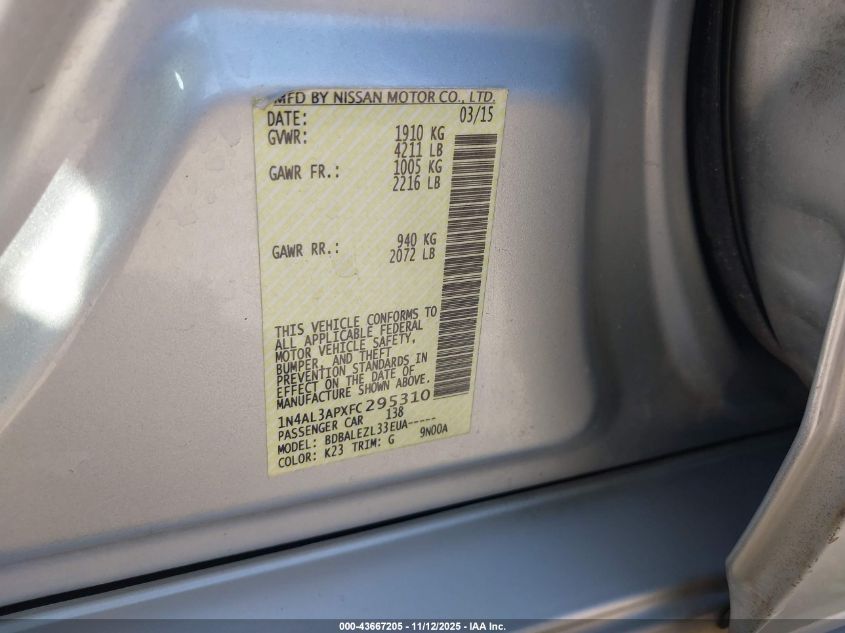 MFD BY NISSAN MOTOR CO., LTD.
DATE: 03/15
GVWR: 1910 KG
4211 LB
GAWR FR.: 1005 KG
2216 LB
GAWR RR.: 940 KG
2072 LB
THIS VEHICLE CONFORMS TO
ALL APPLICABLE FEDERAL
MOTOR VEHICLE SAFETY,
BUMPER, AND THEFT
PREVENTION STANDARDS IN
EFFECT ON THE DATE OF
MANUFACTURE SHOWN ABOVE.
1N4AL3APXFC295310
PASSENGER CAR 138
MODEL: BDBALEZL33EUA-----
COLOR: K23 TRIM: G 9N00A
000-43667205 - 11/12/2025 - IAA Inc.